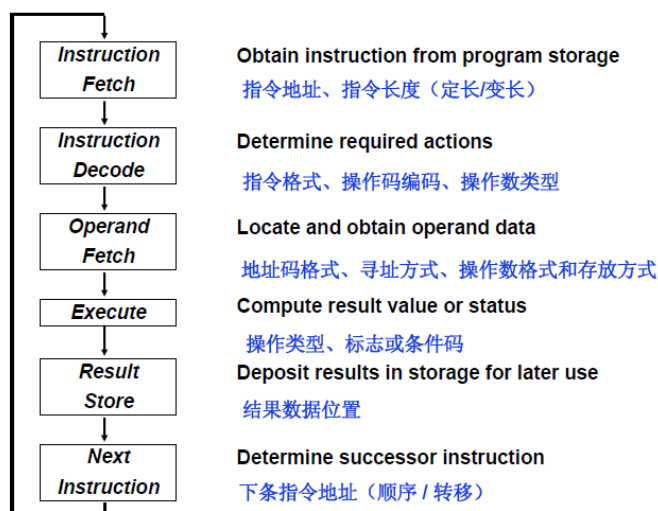 Instruction
Fetch
Obtain instruction from program storage
指令地址、指令长度（定长/变长）
Instruction
Decode
Determine required actions
指令格式、操作码编码、操作数类型
Operand
Fetch
Locate and obtain operand data
地址码格式、寻址方式、操作数格式和存放方式
Execute
Compute result value or status
操作类型、标志或条件码
Result
Store
Deposit results in storage for later use
结果数据位置
Next
Instruction
Determine successor instruction
下条指令地址（顺序 / 转移）